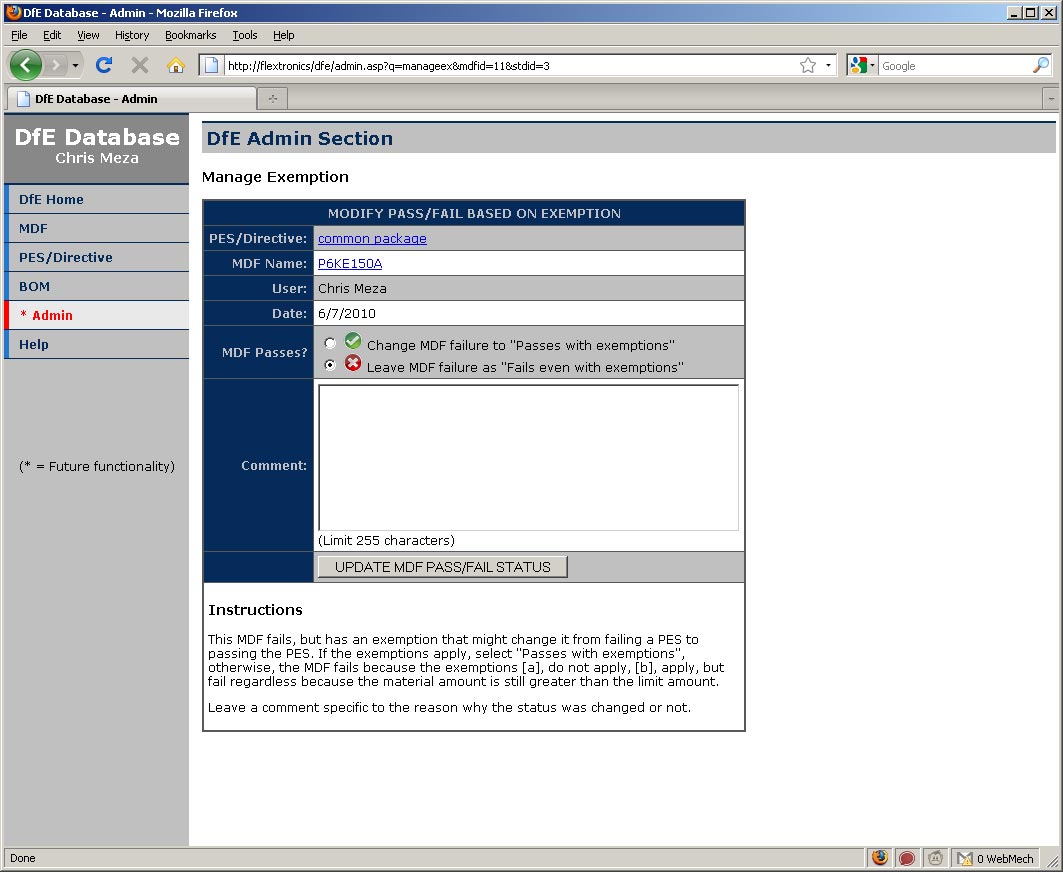 DfE Database - Admin - Mozilla Firefox
File Edit View History Bookmarks Tools Help
http://flextronics/dfe/admin.asp?q=manageex&mdfid=11&stdid=3
Google
DfE Database - Admin
DfE Database
Chris Meza
DfE Home
MDF
PES/Directive
BOM
* Admin
Help
(* = Future functionality)
DfE Admin Section
Manage Exemption
MODIFY PASS/FAIL BASED ON EXEMPTION
PES/Directive: common package
MDF Name: P6KE150A
User: Chris Meza
Date: 6/7/2010
MDF Passes?
Change MDF failure to "Passes with exemptions"
Leave MDF failure as "Fails even with exemptions"
Comment:
(Limit 255 characters)
UPDATE MDF PASS/FAIL STATUS
Instructions
This MDF fails, but has an exemption that might change it from failing a PES to
passing the PES. If the exemptions apply, select "Passes with exemptions",
otherwise, the MDF fails because the exemptions [a], do not apply, [b], apply, but
fail regardless because the material amount is still greater than the limit amount.
Leave a comment specific to the reason why the status was changed or not.
Done
0 WebMech